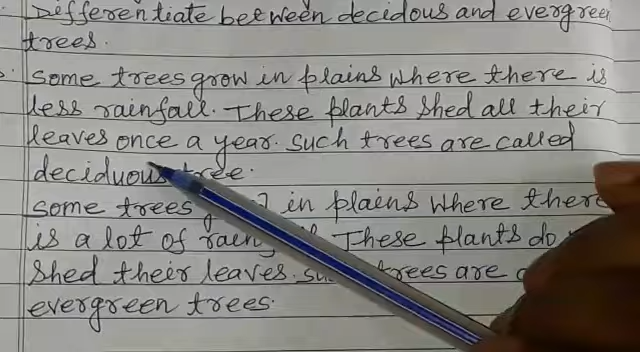 Differentiate between decidous and evergreen
trees.
Some trees grow in plains where there is
less rainfall. These plants shed all their
leaves once a year. Such trees are called
deciduous tree.
Some trees in plains where there
is a lot of These plants do
shed their leaves. trees are
evergreen trees.